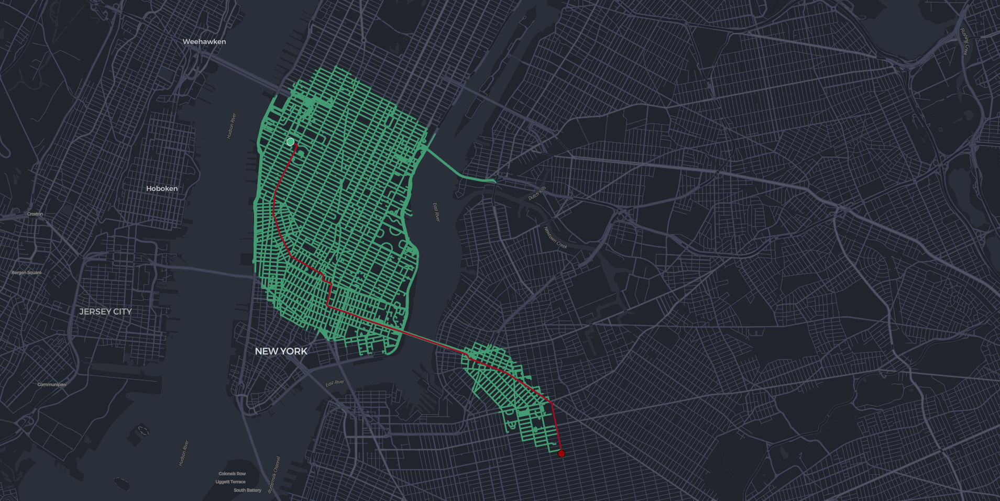 Weehawken
Flushing Creek
Hudson River
Hoboken
Dutch Kills
East River
Croxton
Newtown Creek
Bergen Square
JERSEY CITY
NEW YORK
East River
Communipaw
Hudson River
Buttermilk Channel
Colonels Row
Liggett Terrace
South Battery